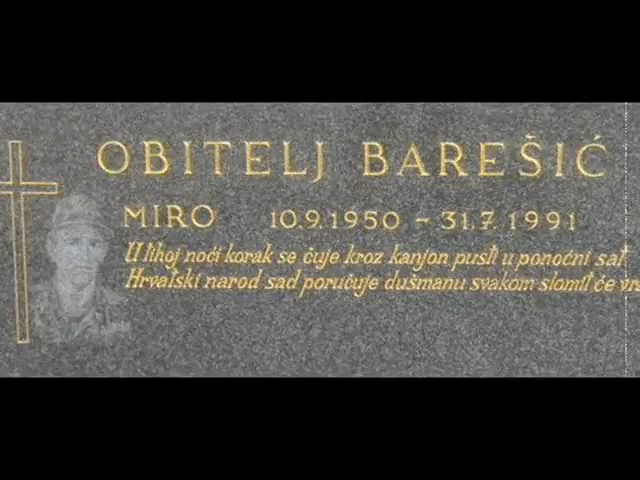 OBITELJ BAREŠIĆ
MIRO 10.9.1950 - 31.7.1991
U tihoj noći korak se čuje kroz kanjon pusti u ponoćni sat
Hrvatski narod sad poručuje dušmanu svakom slomit će